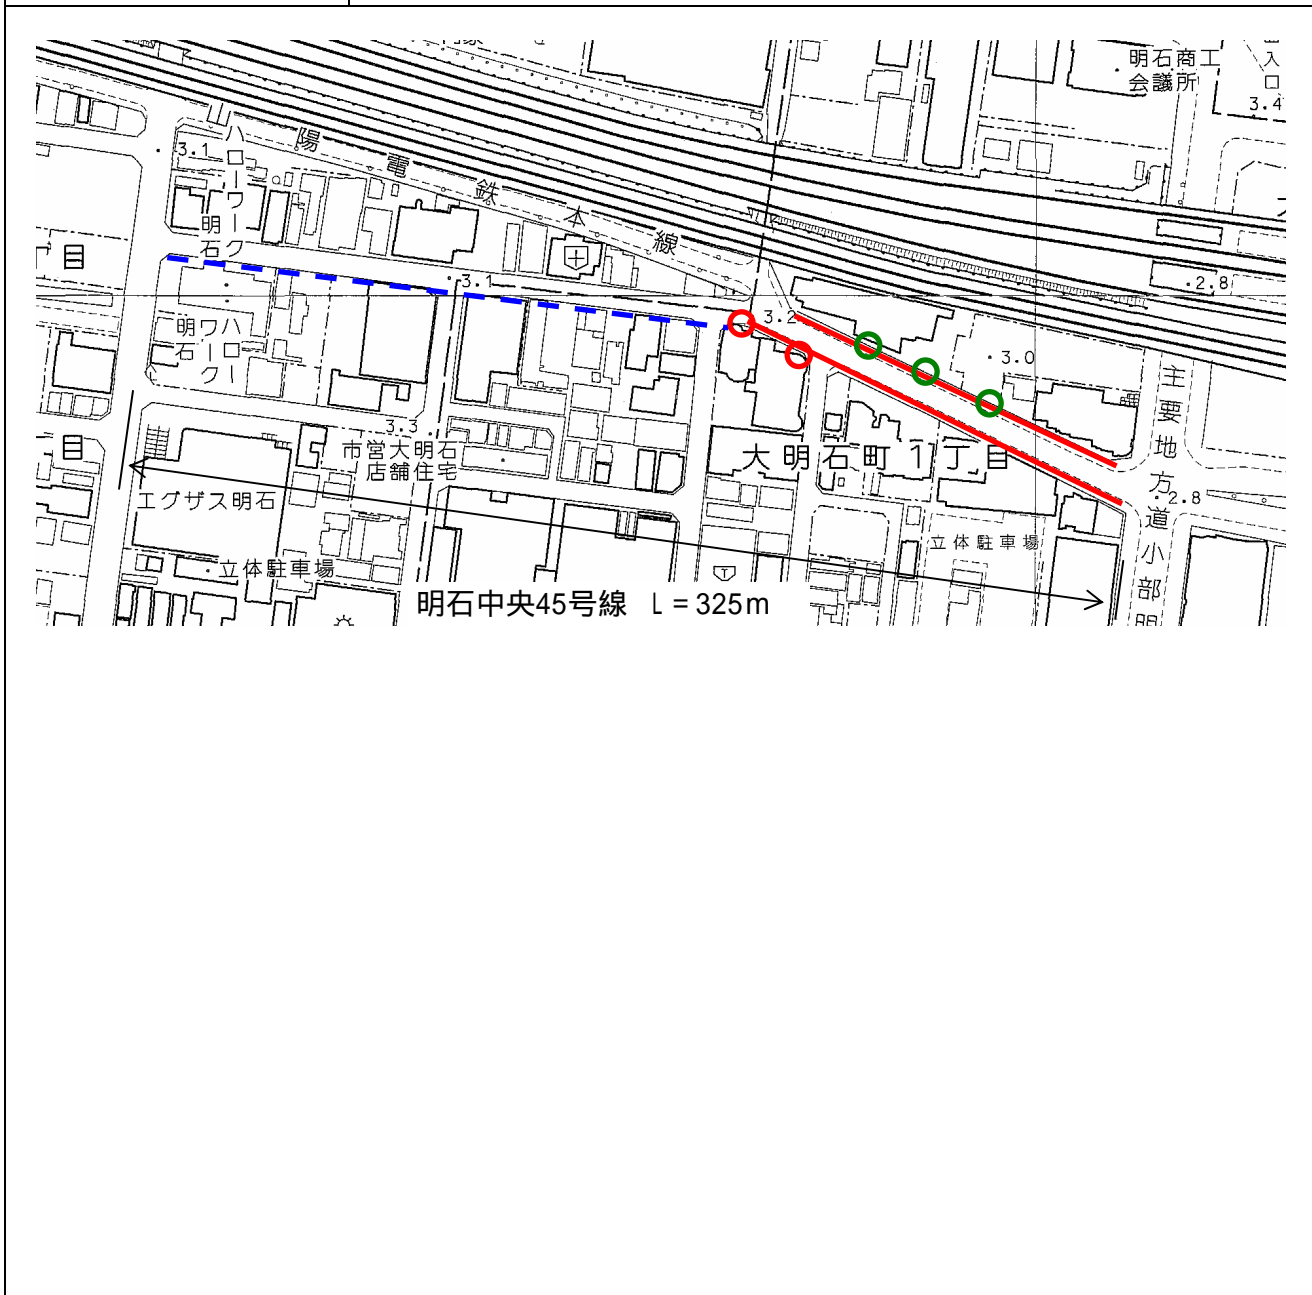 明石商工
会議所
入
口
3.4
3.1
山陽電鉄本線
ハローワーク
明石
目
3.1
3.2
2.8
3.0
ハロー
ワーク
明石
主要地方道小部明
3.3
市営大明石
店舗住宅
大明石町1丁目
目
エグザス明石
2.8
立体駐車場
立体駐車場
明石中央45号線 L=325m